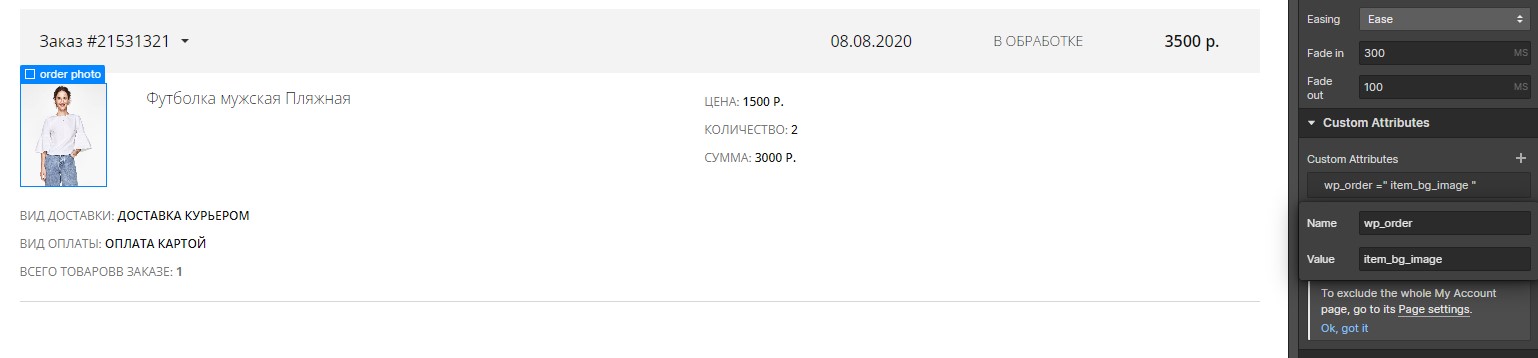 Заказ #21531321
08.08.2020
В ОБРАБОТКЕ
3500 р.
order photo
Футболка мужская Пляжная
ЦЕНА: 1500 Р.
КОЛИЧЕСТВО: 2
СУММА: 3000 Р.
ВИД ДОСТАВКИ: ДОСТАВКА КУРЬЕРОМ
ВИД ОПЛАТЫ: ОПЛАТА КАРТОЙ
ВСЕГО ТОВАРОВВ ЗАКАЗЕ: 1
Easing
Ease
Fade in
300
MS
Fade
out
100
MS
Custom Attributes
Custom Attributes
wp_order =" item_bg_image "
Name
wp_order
Value
item_bg_image
To exclude the whole My Account
page, go to its Page settings.
Ok, got it